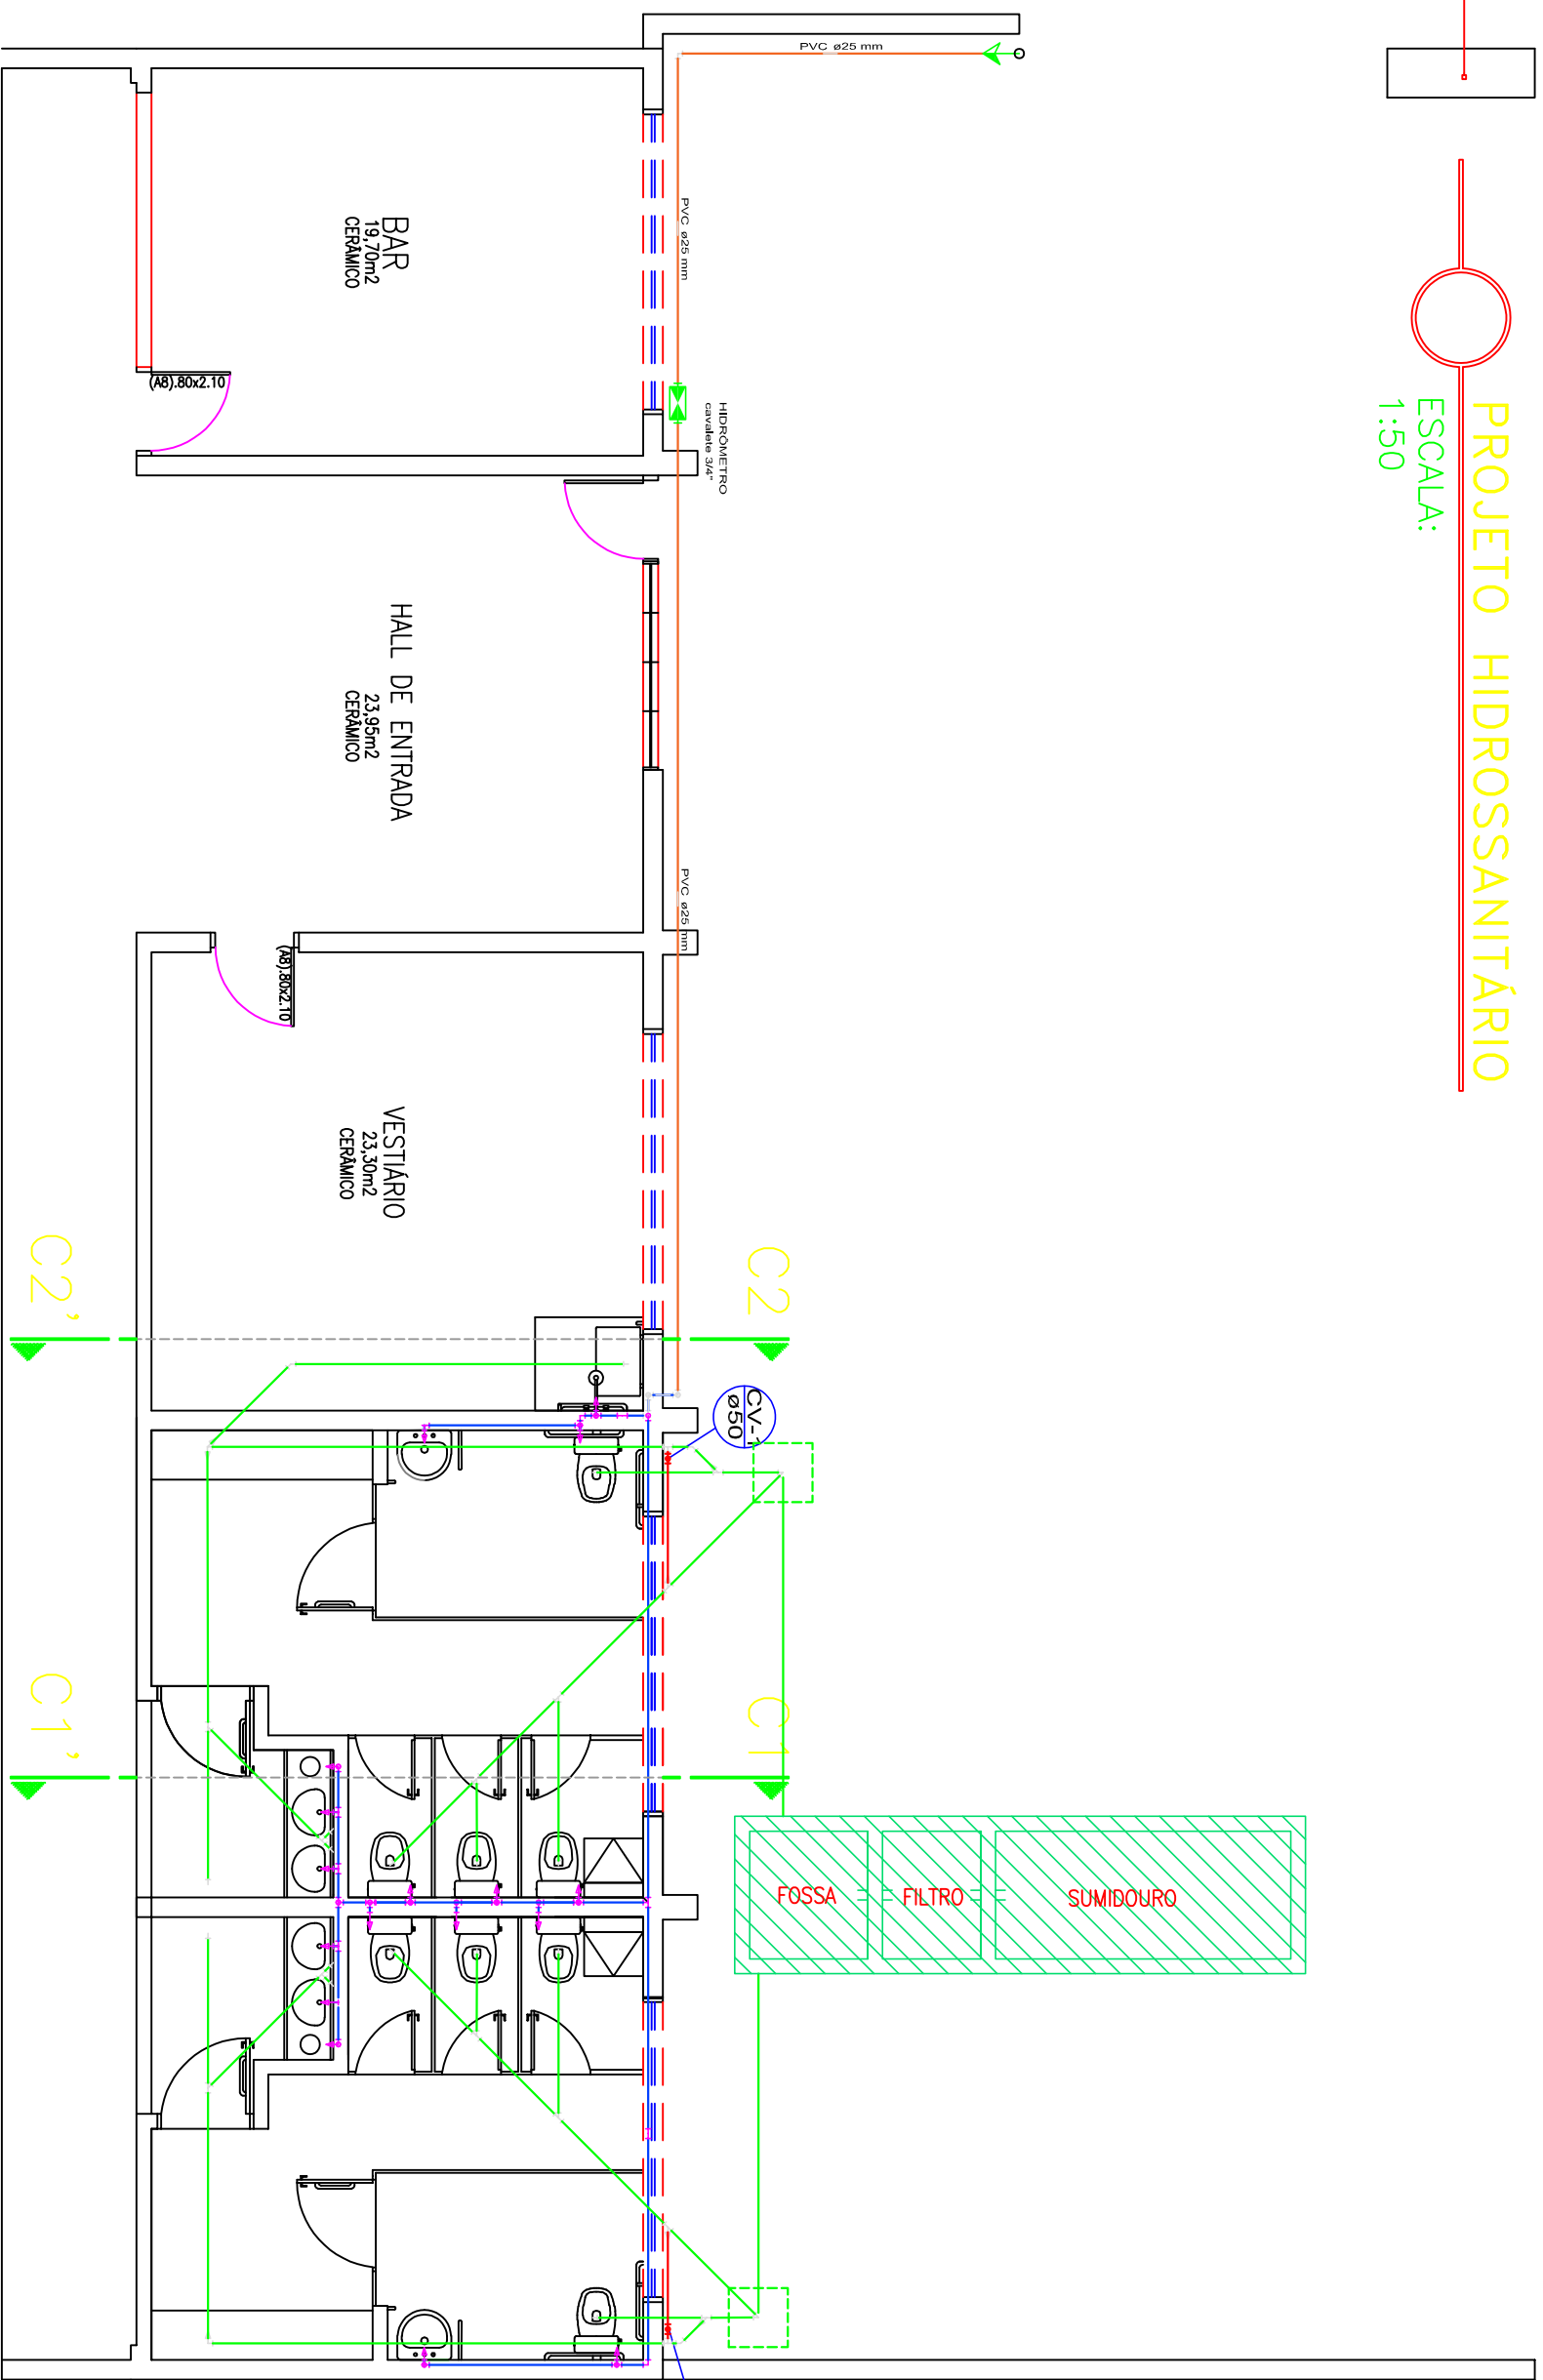 PROJETO HIDROSSANITÁRIO
ESCALA:
1:50
PVC ø25 mm
PVC ø25 mm
HIDRÔMETRO
cavalete 3/4"
PVC ø25 mm
BAR
19,70m2
CERÂMICO
(A8).80x2.10
HALL DE ENTRADA
23,95m2
CERÂMICO
(A8).80x2.10
VESTIÁRIO
23,30m2
CERÂMICO
C2
C2'
CV-1
ø50
C1
C1'
FOSSA
FILTRO
SUMIDOURO